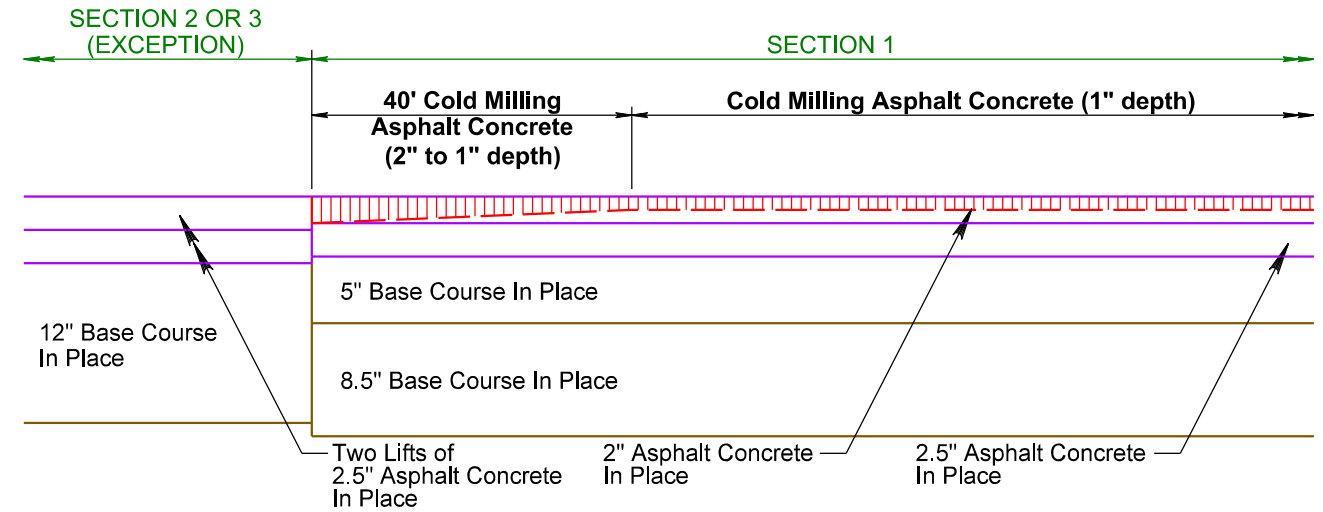 SECTION 2 OR 3
(EXCEPTION)
SECTION 1
40' Cold Milling
Asphalt Concrete
(2" to 1" depth)
Cold Milling Asphalt Concrete (1" depth)
5" Base Course In Place
12" Base Course
In Place
8.5" Base Course In Place
Two Lifts of
2.5" Asphalt Concrete
In Place
2" Asphalt Concrete
In Place
2.5" Asphalt Concrete
In Place